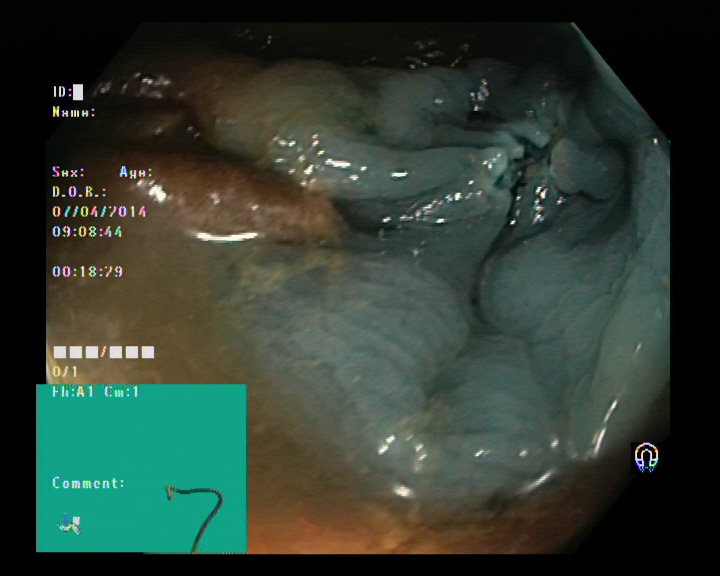 ID:
Name:
Sex: Age:
D.O.B.:
07/04/2014
09:08:44
00:18:29
■■■/■■■
0/1
Eh:A1 Cm:1
Comment: